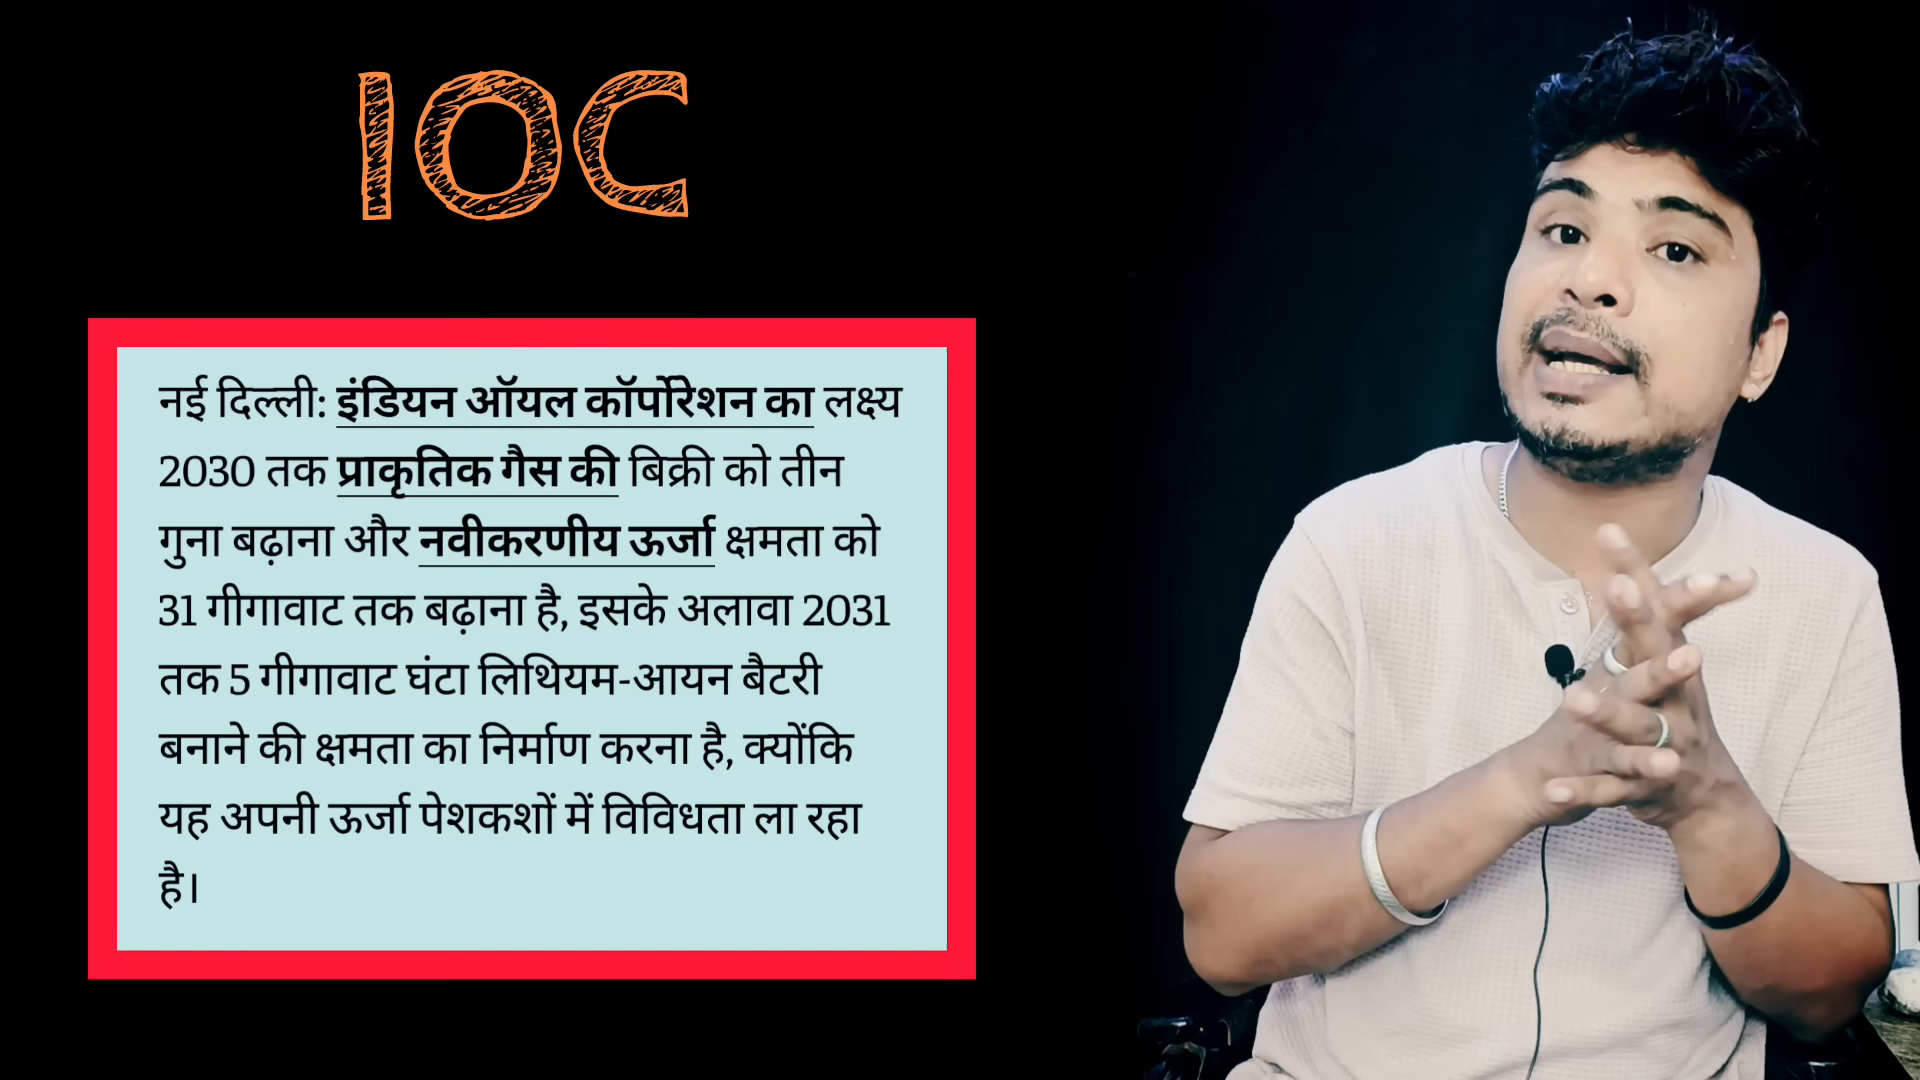 IOC
नई दिल्ली: इंडियन ऑयल कॉर्पोरेशन का लक्ष्य
2030 तक प्राकृतिक गैस की बिक्री को तीन
गुना बढ़ाना और नवीकरणीय ऊर्जा क्षमता को
31 गीगावाट तक बढ़ाना है, इसके अलावा 2031
तक 5 गीगावाट घंटा लिथियम-आयन बैटरी
बनाने की क्षमता का निर्माण करना है, क्योंकि
यह अपनी ऊर्जा पेशकशों में विविधता ला रहा
है।